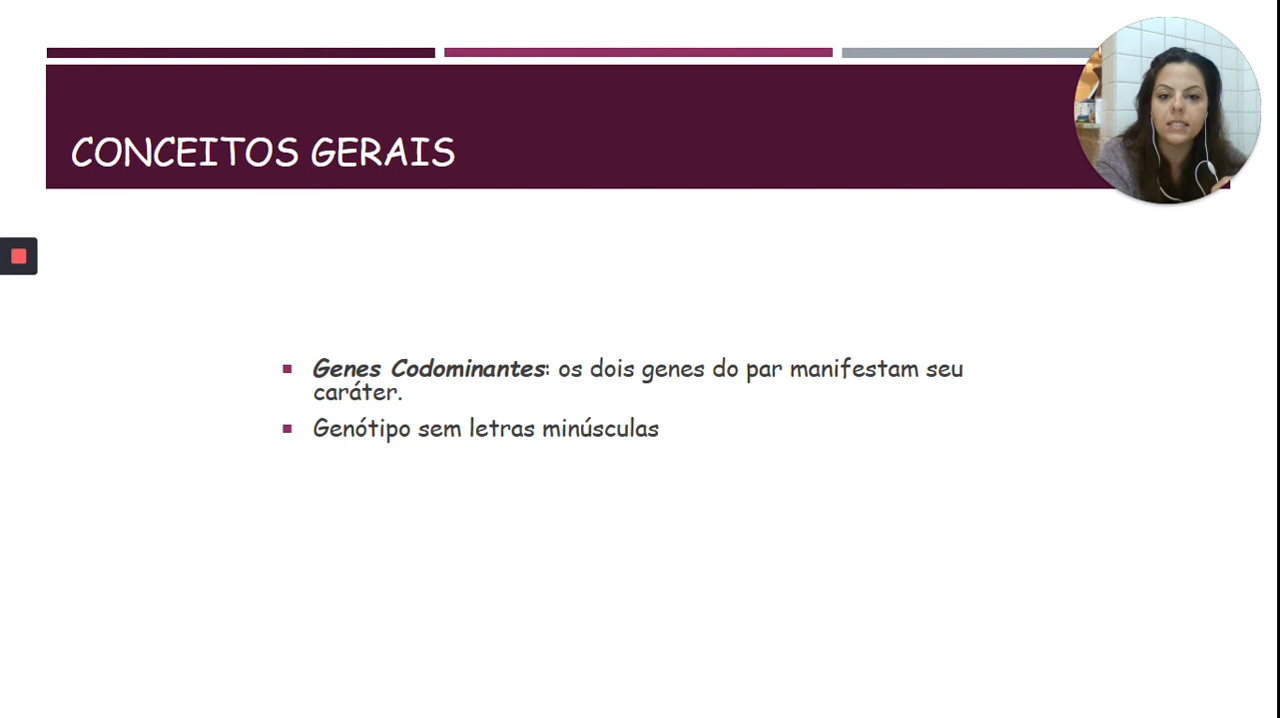 CONCEITOS GERAIS
Genes Codominantes: os dois genes do par manifestam seu
caráter.
Genótipo sem letras minúsculas